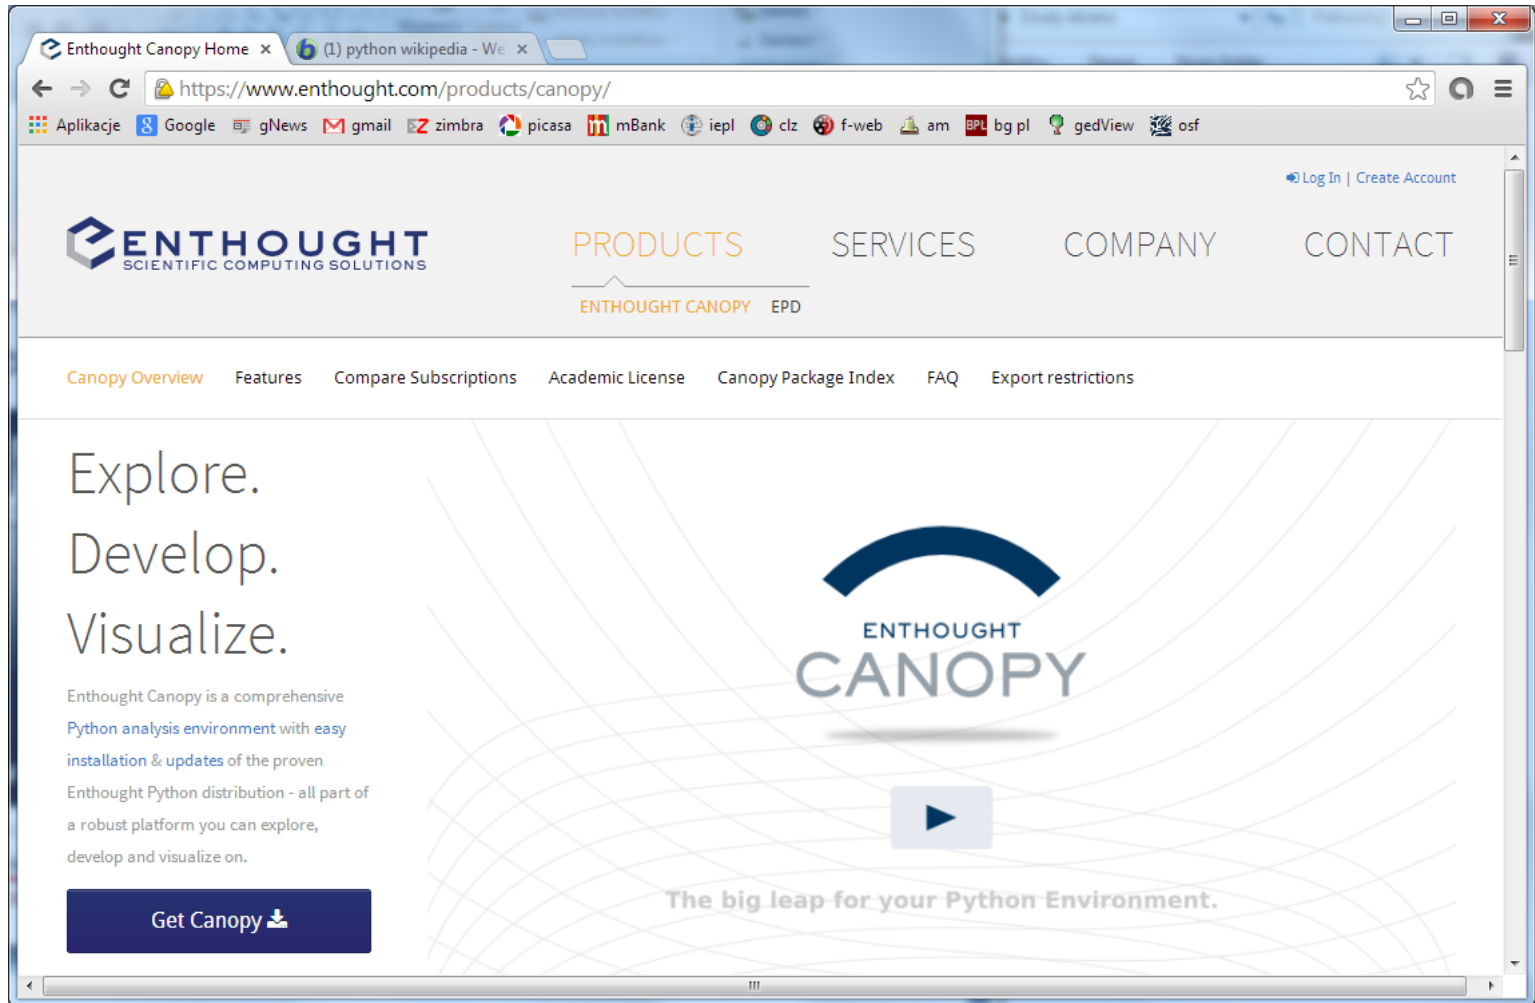 Enthought Canopy Home
(1) python wikipedia - We
https://www.enthought.com/products/canopy/
Aplikacje Google gNews gmail zimbra picasa mBank iepl clz f-web am bg pl gedView osf
Log In | Create Account
ENTHOUGHT
SCIENTIFIC COMPUTING SOLUTIONS
PRODUCTS SERVICES COMPANY CONTACT
ENTHOUGHT CANOPY EPD
Canopy Overview Features Compare Subscriptions Academic License Canopy Package Index FAQ Export restrictions
Explore.
Develop.
Visualize.
Enthought Canopy is a comprehensive
Python analysis environment with easy
installation & updates of the proven
Enthought Python distribution - all part of
a robust platform you can explore,
develop and visualize on.
Get Canopy
ENTHOUGHT
CANOPY
The big leap for your Python Environment.